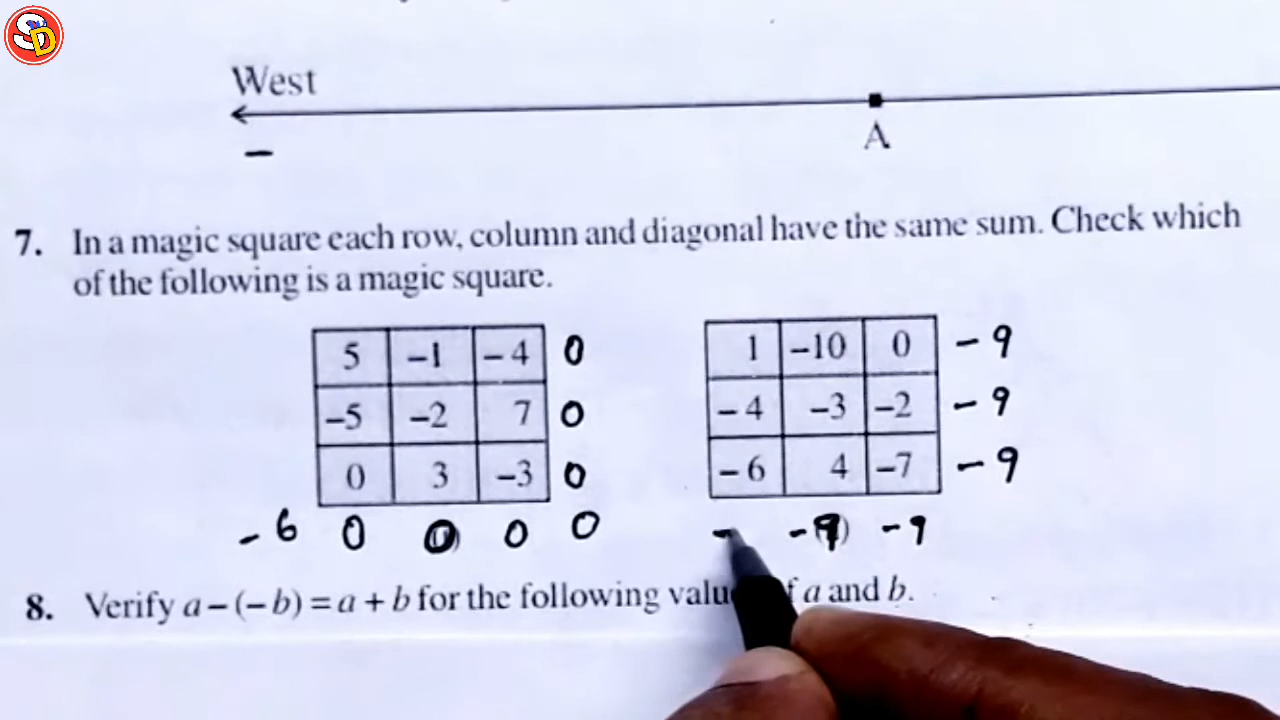 SD
West
−
A
7. In a magic square each row, column and diagonal have the same sum. Check which
of the following is a magic square.
5 −1 −4 0
−5 −2 7 0
0 3 −3 0
−6 0 0 0 0
1 −10 0 −9
−4 −3 −2 −9
−6 4 −7 −9
− −9 −9
8. Verify a − (−b) = a + b for the following a and b.